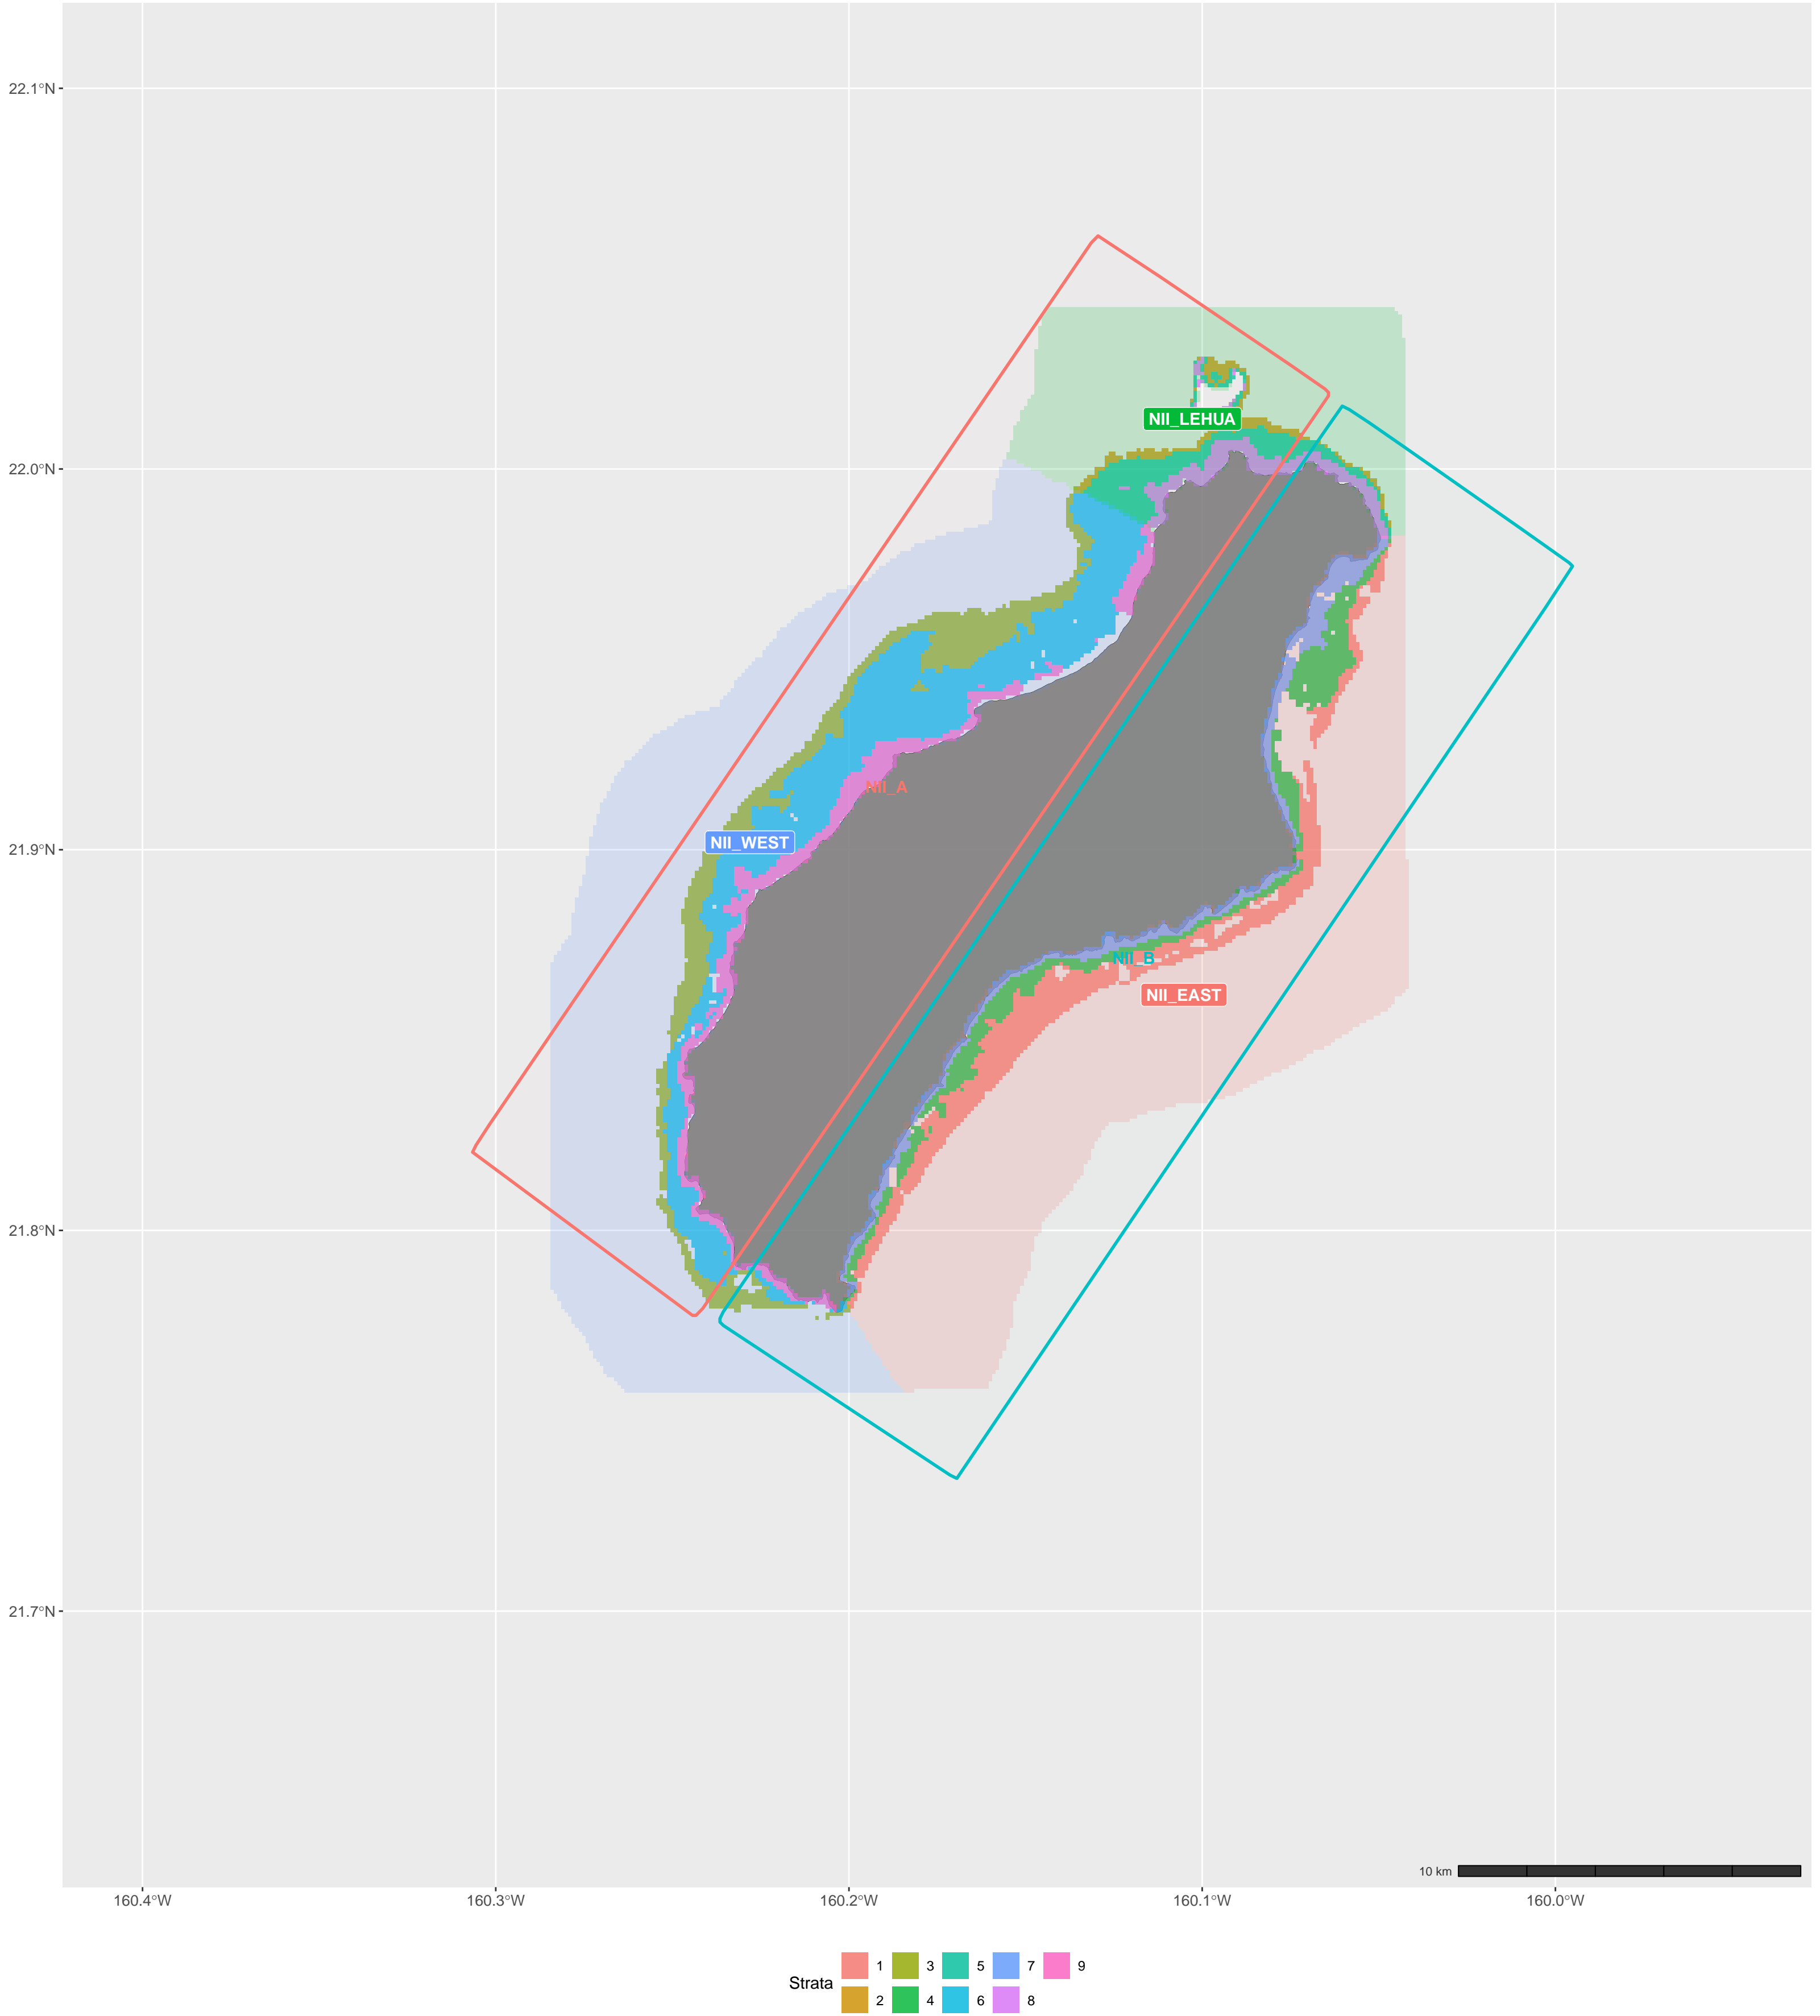 22.1°N
22.0°N
21.9°N
21.8°N
21.7°N
NII_LEHUA
NII_A
NII_WEST
NII_B
NII_EAST
10 km
160.4°W 160.3°W 160.2°W 160.1°W 160.0°W
Strata
1 3 5 7 9
2 4 6 8